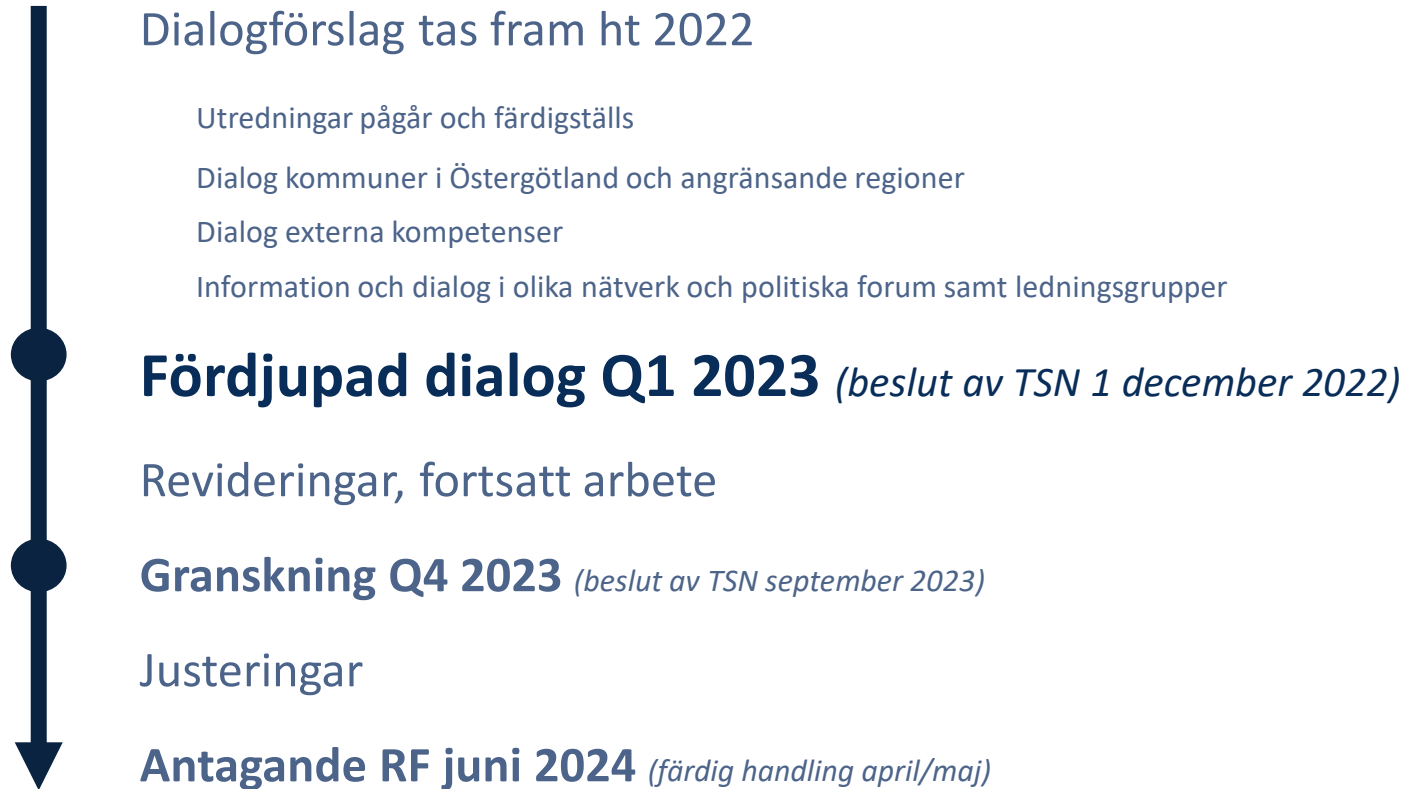 Dialogförslag tas fram ht 2022
Utredningar pågår och färdigställs
Dialog kommuner i Östergötland och angränsande regioner
Dialog externa kompetenser
Information och dialog i olika nätverk och politiska forum samt ledningsgrupper
Fördjupad dialog Q1 2023 (beslut av TSN 1 december 2022)
Revideringar, fortsatt arbete
Granskning Q4 2023 (beslut av TSN september 2023)
Justeringar
Antagande RF juni 2024 (färdig handling april/maj)